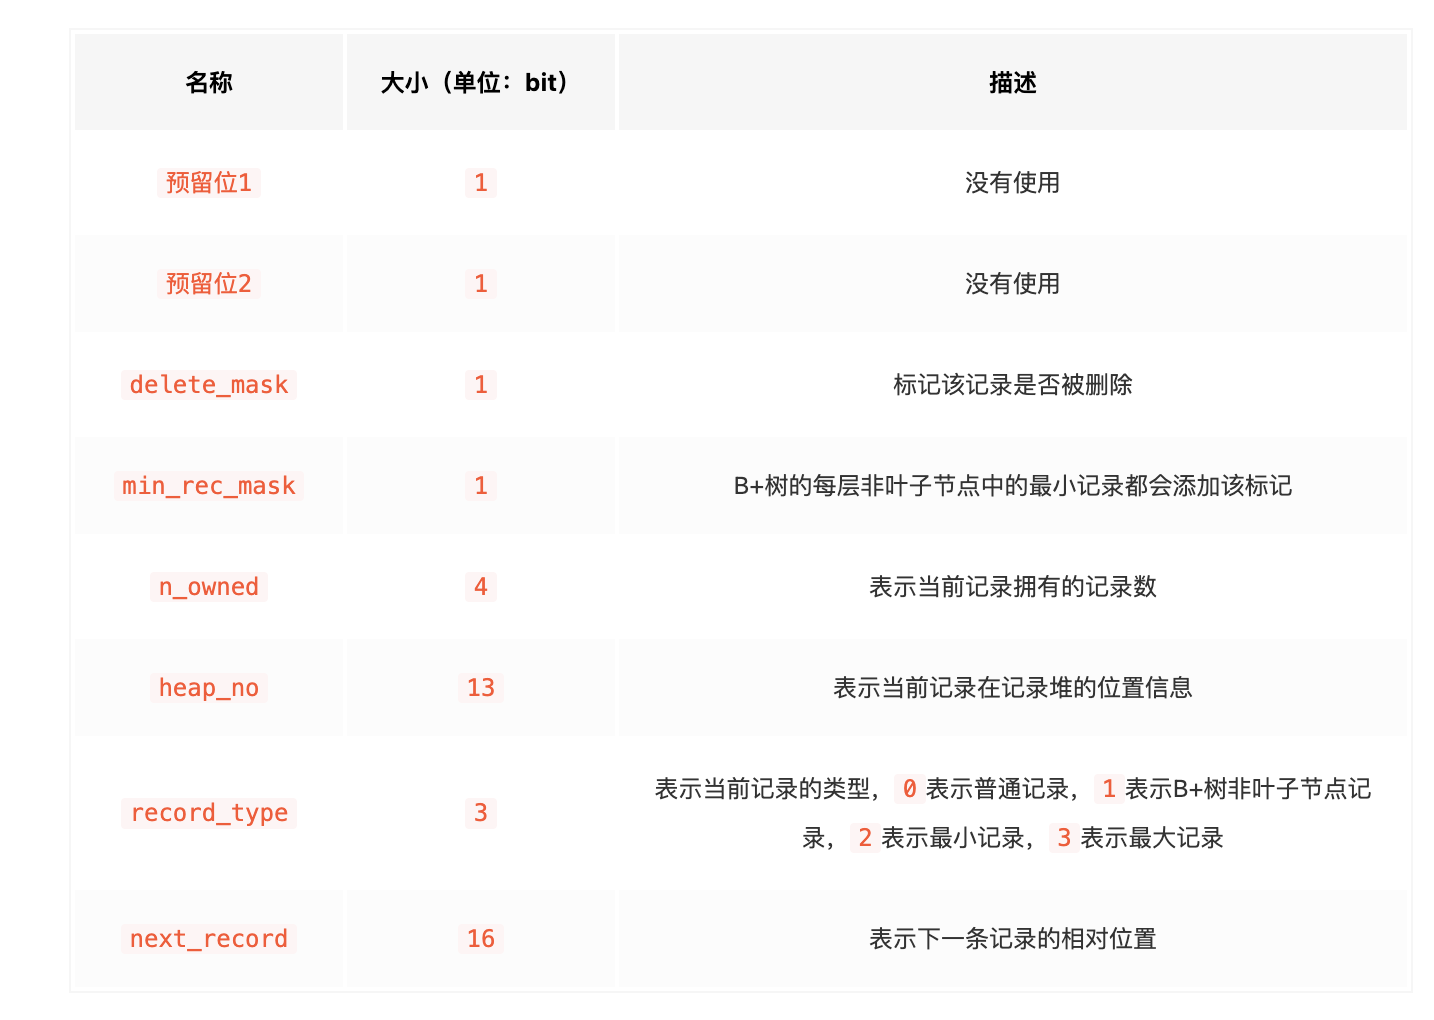 名称 大小（单位：bit） 描述
预留位1 1 没有使用
预留位2 1 没有使用
delete_mask 1 标记该记录是否被删除
min_rec_mask 1 B+树的每层非叶子节点中的最小记录都会添加该标记
n_owned 4 表示当前记录拥有的记录数
heap_no 13 表示当前记录在记录堆的位置信息
record_type 3 表示当前记录的类型，0表示普通记录，1表示B+树非叶子节点记
录，2表示最小记录，3表示最大记录
next_record 16 表示下一条记录的相对位置